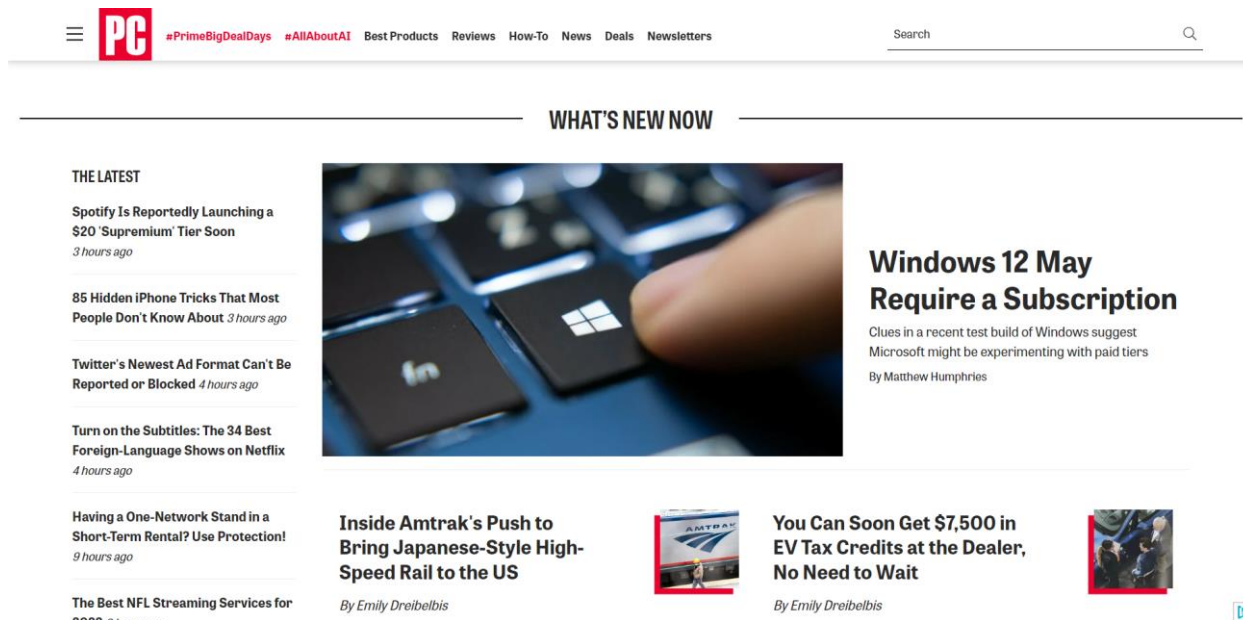 PC
#PrimeBigDealDays #AllAboutAI Best Products Reviews How-To News Deals Newsletters
Search
WHAT'S NEW NOW
THE LATEST
Spotify Is Reportedly Launching a
$20 'Supremium' Tier Soon
3 hours ago
85 Hidden iPhone Tricks That Most
People Don't Know About 3 hours ago
Twitter's Newest Ad Format Can't Be
Reported or Blocked 4 hours ago
Turn on the Subtitles: The 34 Best
Foreign-Language Shows on Netflix
4 hours ago
Having a One-Network Stand in a
Short-Term Rental? Use Protection!
9 hours ago
The Best NFL Streaming Services for
fn
Windows 12 May
Require a Subscription
Clues in a recent test build of Windows suggest
Microsoft might be experimenting with paid tiers
By Matthew Humphries
Inside Amtrak's Push to
Bring Japanese-Style High-
Speed Rail to the US
By Emily Dreibelbis
AMTRAK
You Can Soon Get $7,500 in
EV Tax Credits at the Dealer,
No Need to Wait
By Emily Dreibelbis